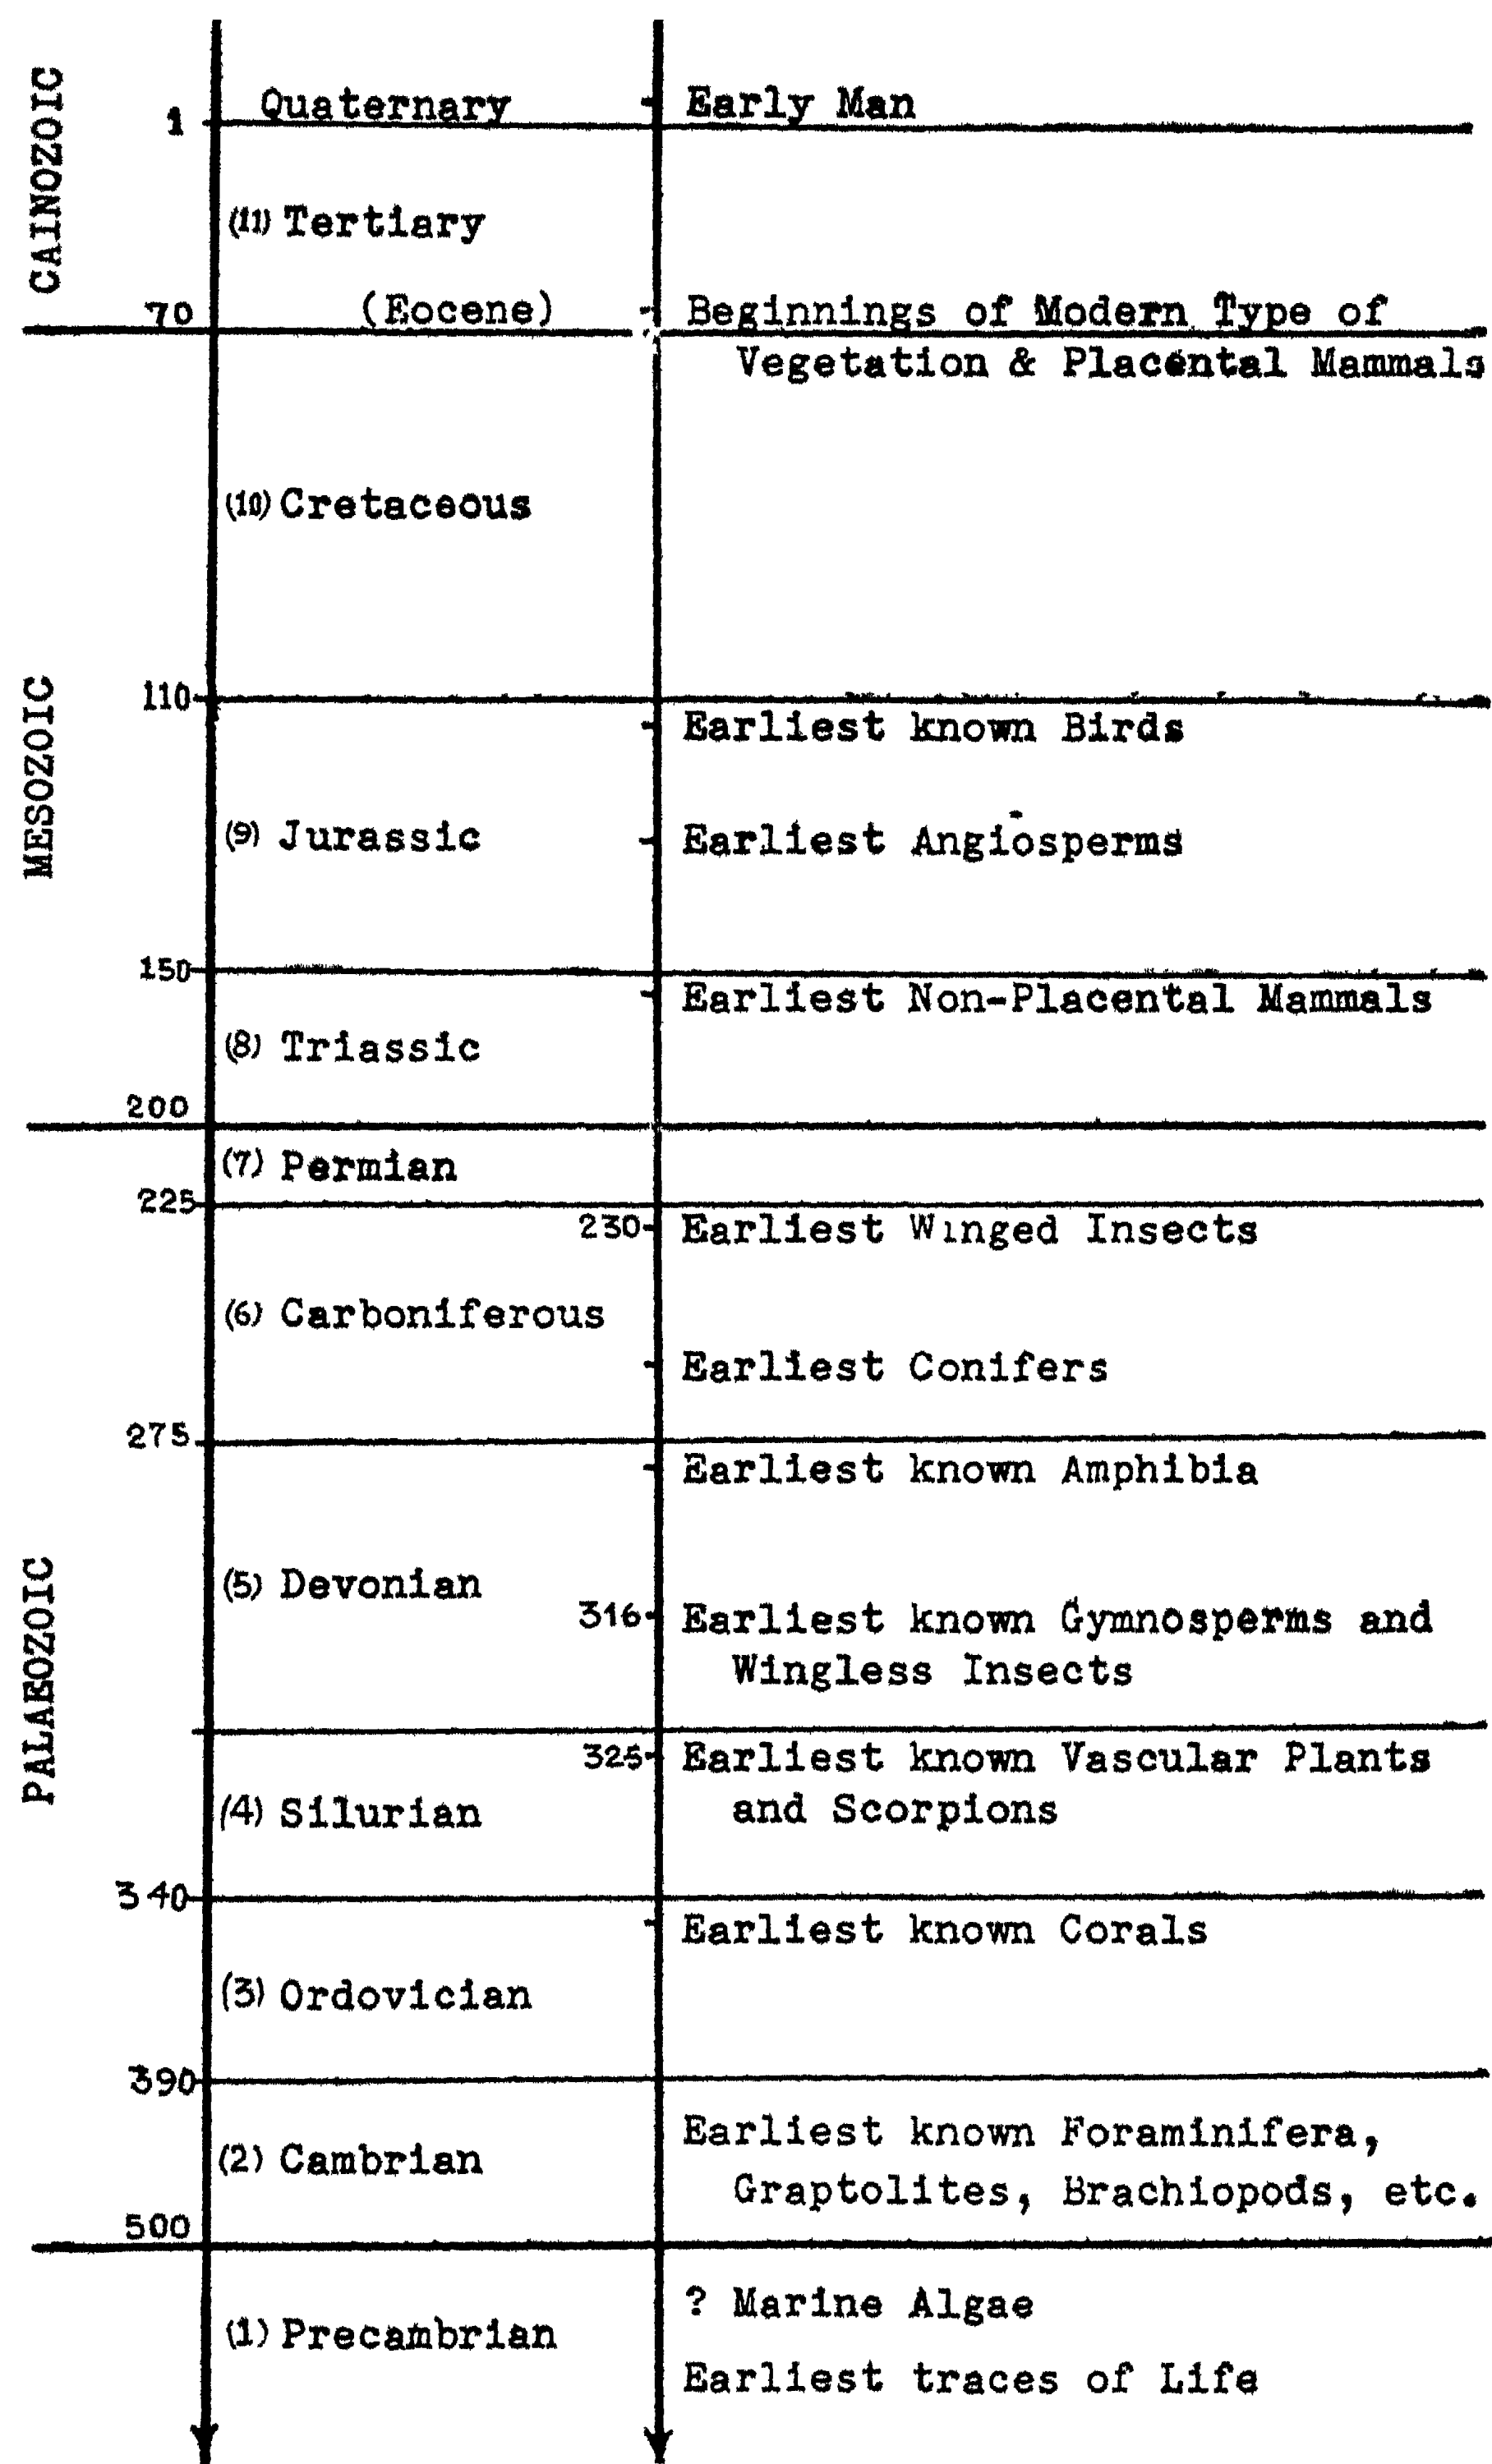 CAINOZOIC
Quaternary
Early Man
1
(11) Tertiary
70
(Eocene)
Beginnings of Modern Type of
Vegetation & Placental Mammals
MESOZOIC
(10) Cretaceous
110
Earliest known Birds
(9) Jurassic
Earliest Angiosperms
150
Earliest Non-Placental Mammals
(8) Triassic
200
PALAEOZOIC
(7) Permian
225
230
Earliest Winged Insects
(6) Carboniferous
Earliest Conifers
275
Earliest known Amphibia
(5) Devonian
316
Earliest known Gymnosperms and
Wingless Insects
325
Earliest known Vascular Plants
and Scorpions
(4) Silurian
340
Earliest known Corals
(3) Ordovician
390
Earliest known Foraminifera,
Graptolites, Brachiopods, etc.
(2) Cambrian
500
? Marine Algae
(1) Precambrian
Earliest traces of Life